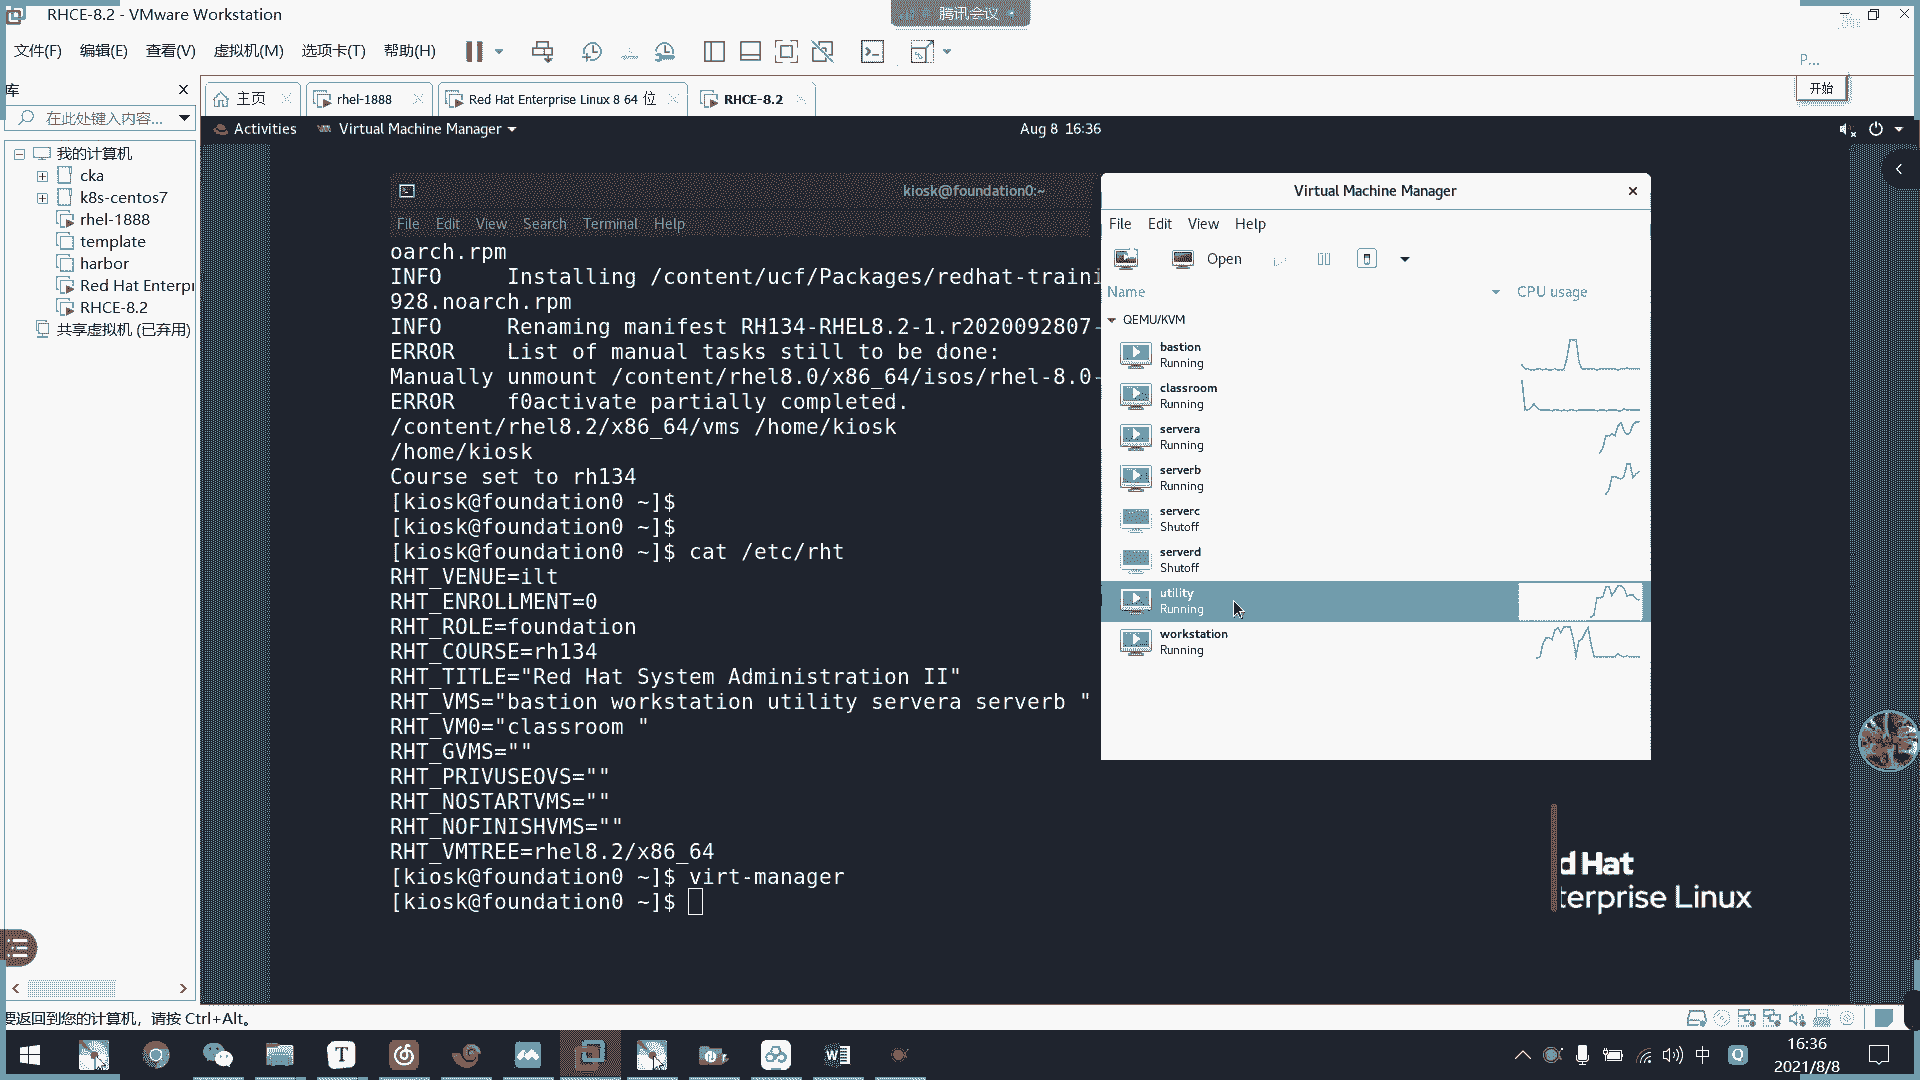 RHCE-8.2 - VMware Workstation
腾讯会议
文件(F) 编辑(E) 查看(V) 虚拟机(M) 选项卡(T) 帮助(H)
P...
库
主页
rhel-1888
Red Hat Enterprise Linux 8 64 位
RHCE-8.2
开始
在此处键入内容...
Activities
Virtual Machine Manager
Aug 8 16:36
我的计算机
cka
k8s-centos7
rhel-1888
template
harbor
Red Hat Enterpri
RHCE-8.2
共享虚拟机 (已弃用)
kiosk@foundation0:~
File Edit View Search Terminal Help
oarch.rpm
INFO Installing /content/ucf/Packages/redhat-traini
928.noarch.rpm
INFO Renaming manifest RH134-RHEL8.2-1.r2020092807-
ERROR List of manual tasks still to be done:
Manually unmount /content/rhel8.0/x86_64/isos/rhel-8.0-
ERROR f0activate partially completed.
/content/rhel8.2/x86_64/vms /home/kiosk
/home/kiosk
Course set to rh134
[kiosk@foundation0 ~]$
[kiosk@foundation0 ~]$
[kiosk@foundation0 ~]$ cat /etc/rht
RHT_VENUE=ilt
RHT_ENROLLMENT=0
RHT_ROLE=foundation
RHT_COURSE=rh134
RHT_TITLE="Red Hat System Administration II"
RHT_VMS="bastion workstation utility servera serverb "
RHT_VM0="classroom "
RHT_GVMS=""
RHT_PRIVUSEOVS=""
RHT_NOSTARTVMS=""
RHT_NOFINISHVMS=""
RHT_VMTREE=rhel8.2/x86_64
[kiosk@foundation0 ~]$ virt-manager
[kiosk@foundation0 ~]$
Virtual Machine Manager
File Edit View Help
Open
Name
CPU usage
QEMU/KVM
bastion
Running
classroom
Running
servera
Running
serverb
Running
serverc
Shutoff
serverd
Shutoff
utility
Running
workstation
Running
d Hat
terprise Linux
要返回到您的计算机，请按 Ctrl+Alt。
中
16:36
2021/8/8